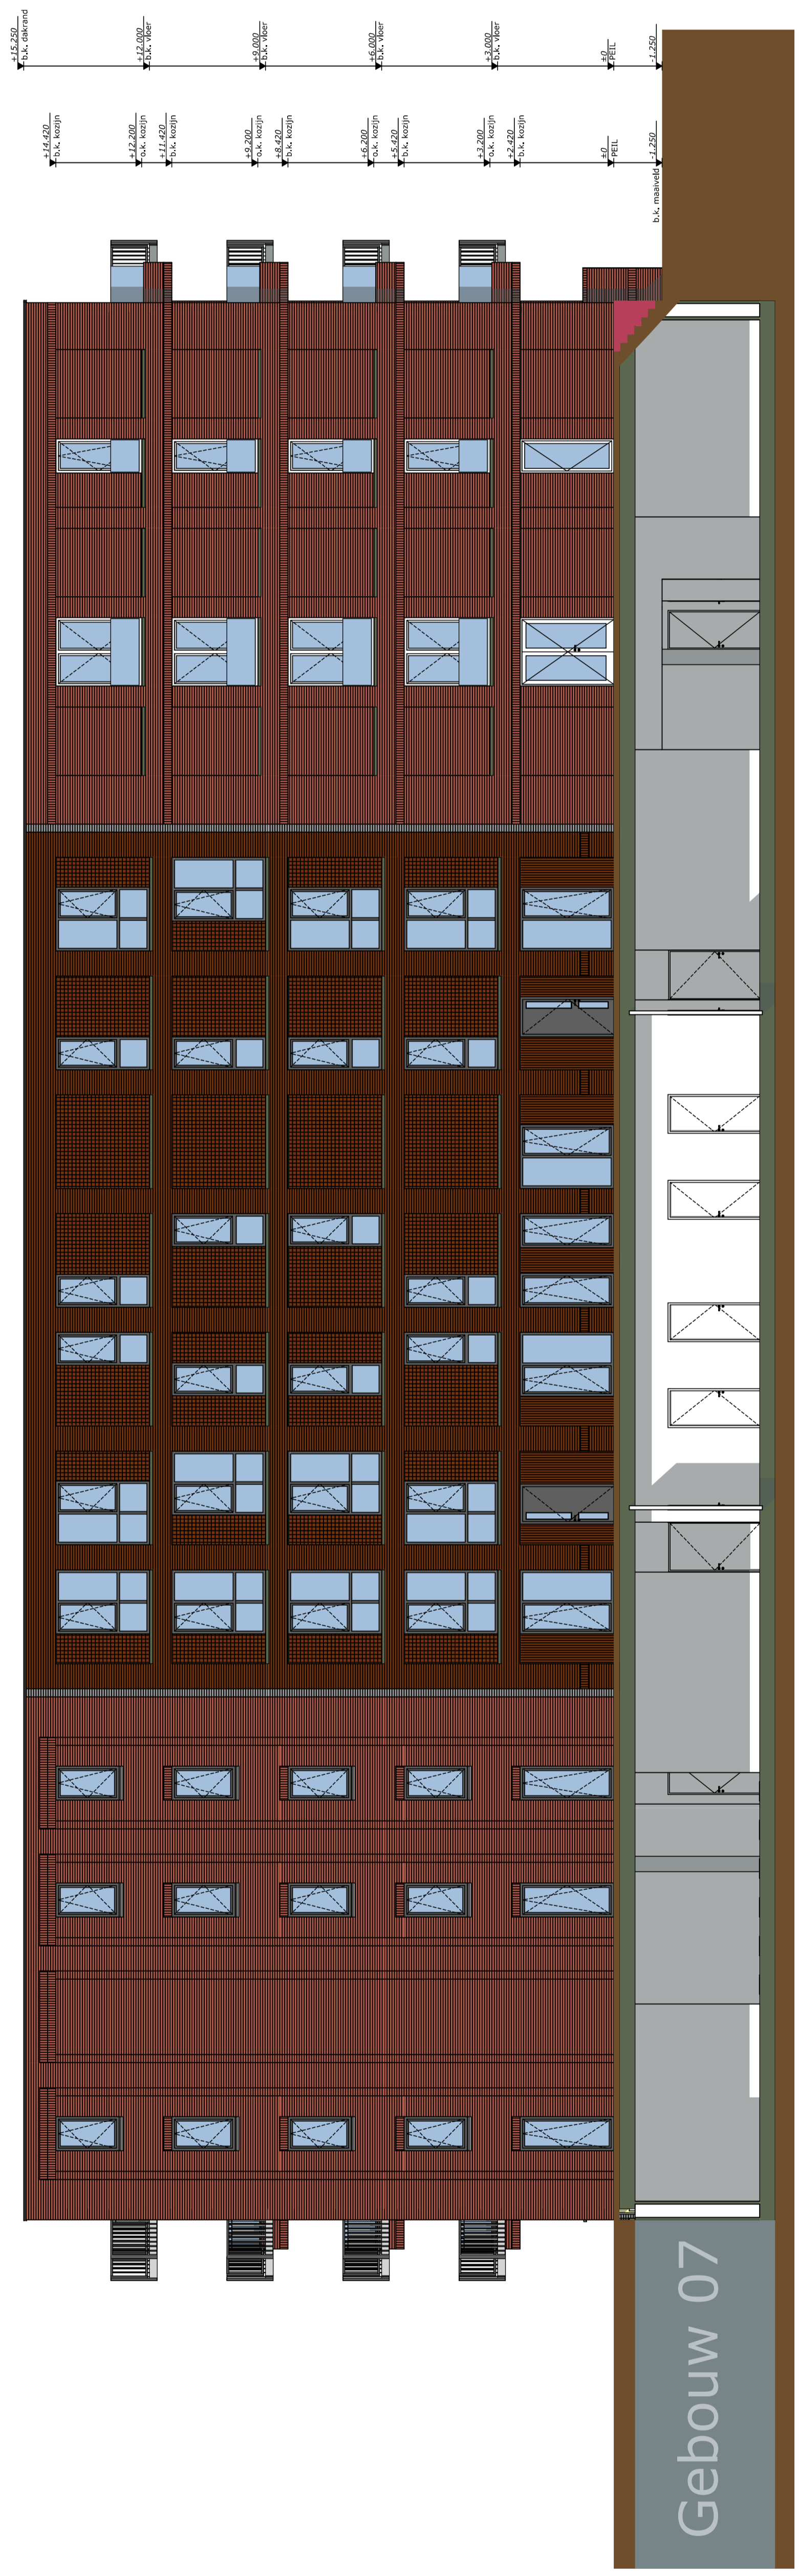 +15.250
b.k. dakrand
+12.000
b.k. vloer
+9.000
b.k. vloer
+6.000
b.k. vloer
+3.000
b.k. vloer
±0
PEIL
-1.250
+14.420
b.k. kozijn
+12.200
o.k. kozijn
+11.420
b.k. kozijn
+9.200
o.k. kozijn
+8.420
b.k. kozijn
+6.200
o.k. kozijn
+5.420
b.k. kozijn
+3.200
o.k. kozijn
+2.420
b.k. kozijn
±0
PEIL
-1.250
b.k. maaiveld
Gebouw 07